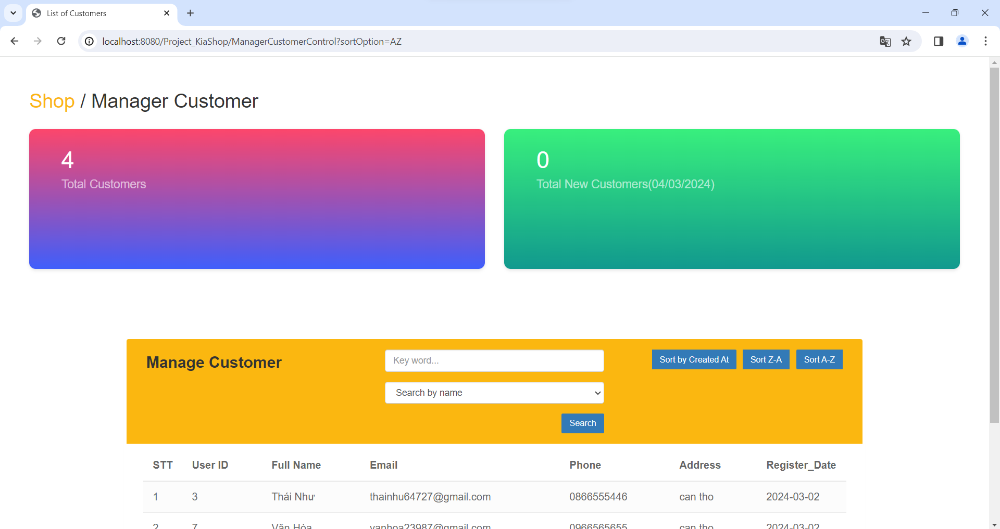 List of Customers
localhost:8080/Project_KiaShop/ManagerCustomerControl?sortOption=AZ
Shop / Manager Customer
4
Total Customers
0
Total New Customers(04/03/2024)
Manage Customer
Key word...
Sort by Created At
Sort Z-A
Sort A-Z
Search by name
Search
STT User ID Full Name Email Phone Address Register_Date
1 3 Thái Như thainhu64727@gmail.com 0866555446 can tho 2024-03-02
2 7 Văn Hòa vanhoa23987@gmail.com 0966565655 can tho 2024-03-02